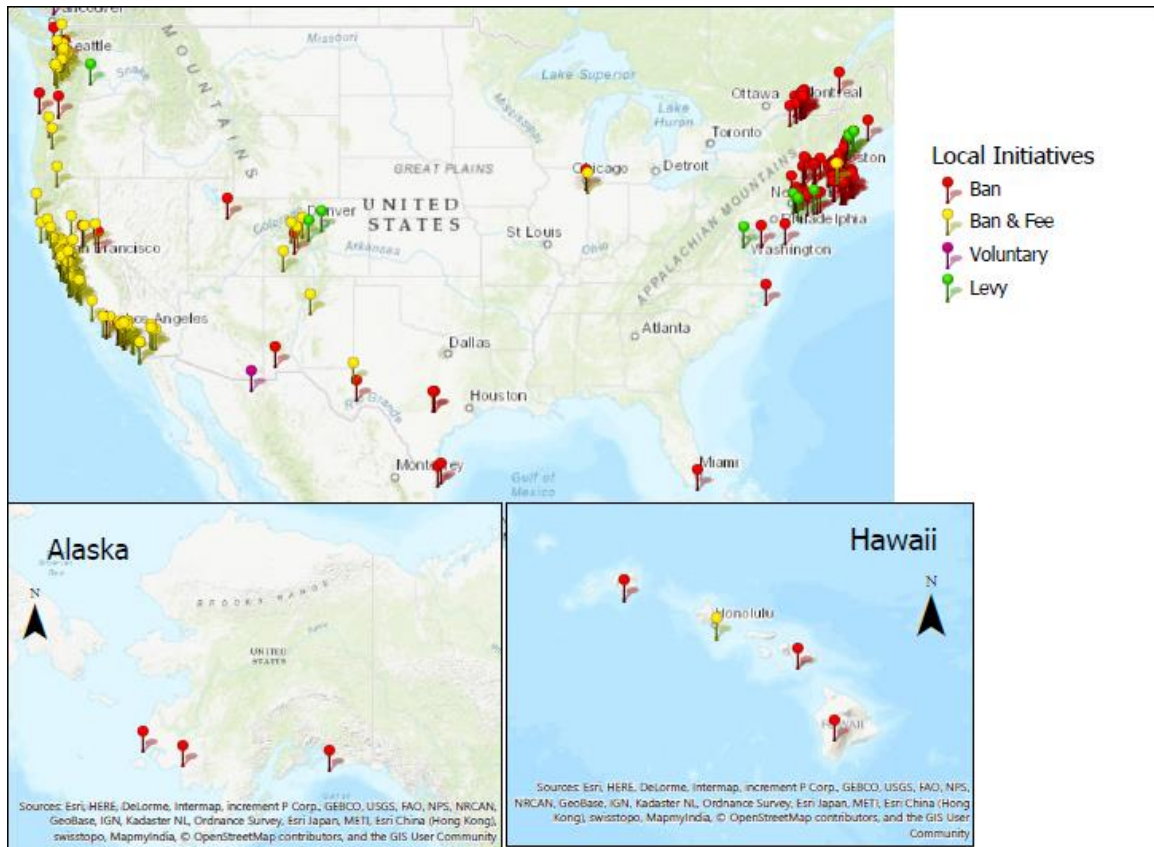 Vancouver
Seattle
MOUNTAINS
Missouri
Snake
Lake Superior
Ottawa
Montreal
Mississippi
Lake
Huron
Toronto
Boston
GREAT PLAINS
Chicago
Detroit
APPALACHIAN MOUNTAINS
UNITED
STATES
Denver
Colorado
Arkansas
St Louis
Ohio
Philadelphia
Washington
San Francisco
Los Angeles
Atlanta
Dallas
Houston
Rio Grande
Monterrey
Gulf of
Mexico
Miami
Local Initiatives
Ban
Ban & Fee
Voluntary
Levy
Alaska
N
BROOKS RANGE
UNITED
STATES
Sources: Esri, HERE, DeLorme, Intermap, increment P Corp., GEBCO, USGS, FAO, NPS, NRCAN,
GeoBase, IGN, Kadaster NL, Ordnance Survey, Esri Japan, METI, Esri China (Hong Kong),
swisstopo, MapmyIndia, © OpenStreetMap contributors, and the GIS User Community
Hawaii
N
Honolulu
HAWAII
Sources: Esri, HERE, DeLorme, Intermap, increment P Corp., GEBCO, USGS, FAO, NPS,
NRCAN, GeoBase, IGN, Kadaster NL, Ordnance Survey, Esri Japan, METI, Esri China (Hong
Kong), swisstopo, MapmyIndia, © OpenStreetMap contributors, and the GIS User
Community